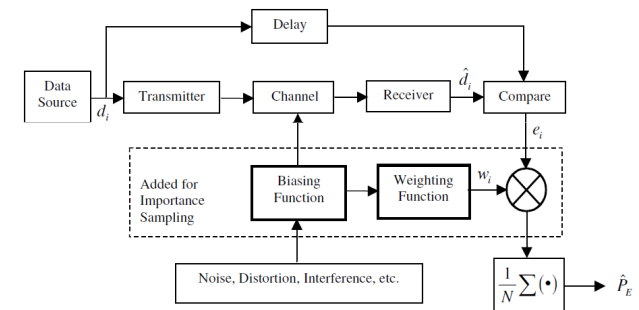 Delay
Data
Source
d_i
Transmitter
Channel
Receiver
d̂_i
Compare
e_i
Added for
Importance
Sampling
Biasing
Function
Weighting
Function
w_i
Noise, Distortion, Interference, etc.
1/N ∑(•)
P̂_E